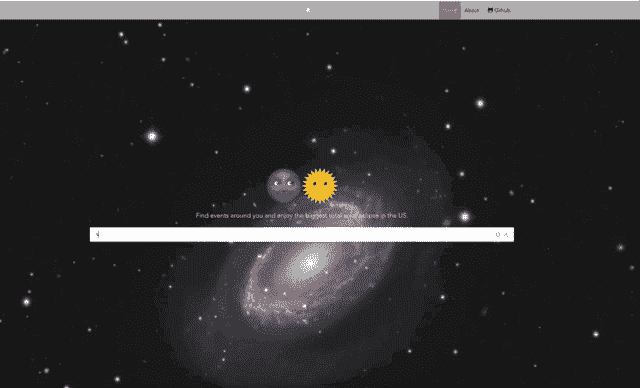 About
Github
Find events around you and enjoy the biggest total solar eclipse in the US.